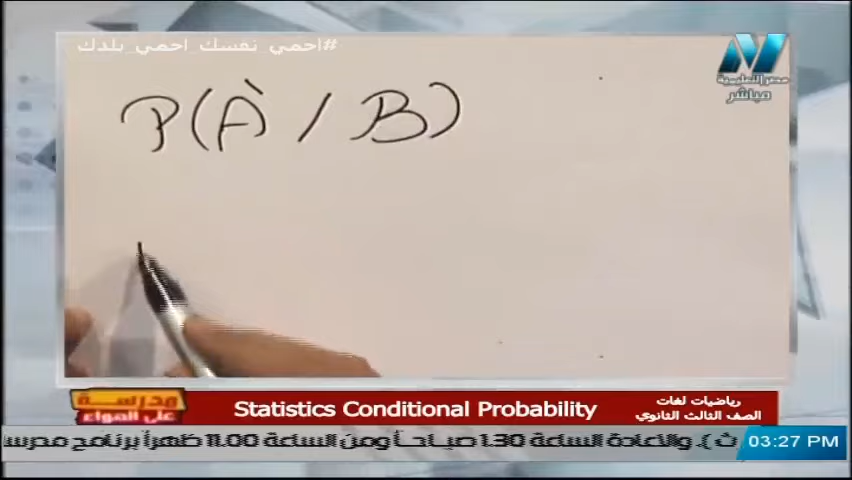 #احمي_نفسك_احمي_بلدك
مصر التعليمية
مباشر
P(A` / B)
مدرسة
على الهواء
Statistics Conditional Probability
رياضيات لغات
الصف الثالث الثانوي
ث ). والاعادة الساعة 1.30 صباحاً ومن الساعة 11.00 ظهراً برنامج مدرسة
03:27 PM